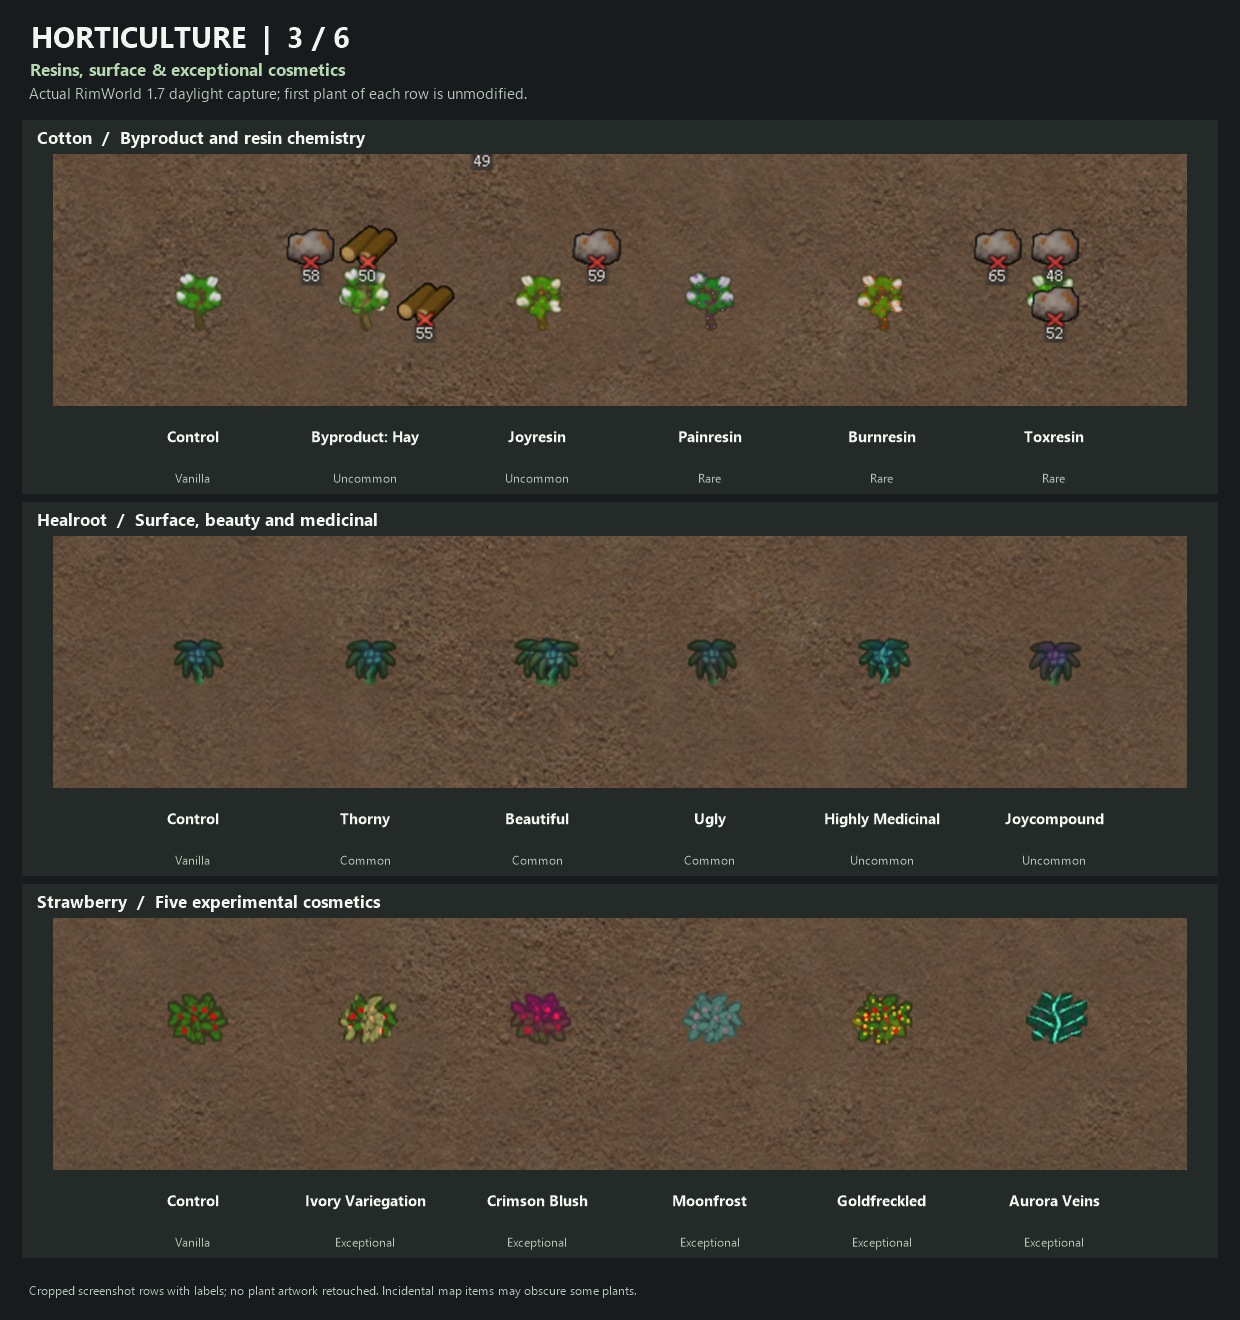 HORTICULTURE | 3 / 6
Resins, surface & exceptional cosmetics
Actual RimWorld 1.7 daylight capture; first plant of each row is unmodified.
Cotton / Byproduct and resin chemistry
49
58 50 59 65 48
55 52
Control Byproduct: Hay Joyresin Painresin Burnresin Toxresin
Vanilla Uncommon Uncommon Rare Rare Rare
Healroot / Surface, beauty and medicinal
Control Thorny Beautiful Ugly Highly Medicinal Joycompound
Vanilla Common Common Common Uncommon Uncommon
Strawberry / Five experimental cosmetics
Control Ivory Variegation Crimson Blush Moonfrost Goldfreckled Aurora Veins
Vanilla Exceptional Exceptional Exceptional Exceptional Exceptional
Cropped screenshot rows with labels; no plant artwork retouched. Incidental map items may obscure some plants.